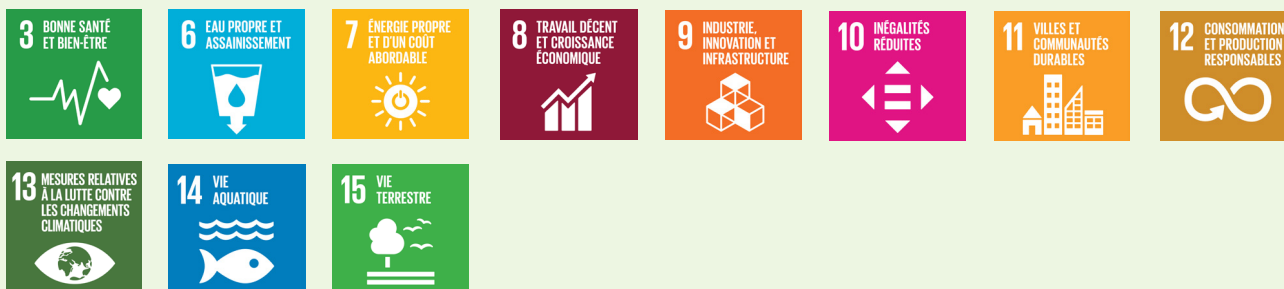 3 BONNE SANTÉ
ET BIEN-ÊTRE
6 EAU PROPRE ET
ASSAINISSEMENT
7 ÉNERGIE PROPRE
ET D'UN COÛT
ABORDABLE
8 TRAVAIL DÉCENT
ET CROISSANCE
ÉCONOMIQUE
9 INDUSTRIE,
INNOVATION ET
INFRASTRUCTURE
10 INÉGALITÉS
RÉDUITES
11 VILLES ET
COMMUNAUTÉS
DURABLES
12 CONSOMMATION
ET PRODUCTION
RESPONSABLES
13 MESURES RELATIVES
À LA LUTTE CONTRE
LES CHANGEMENTS
CLIMATIQUES
14 VIE
AQUATIQUE
15 VIE
TERRESTRE